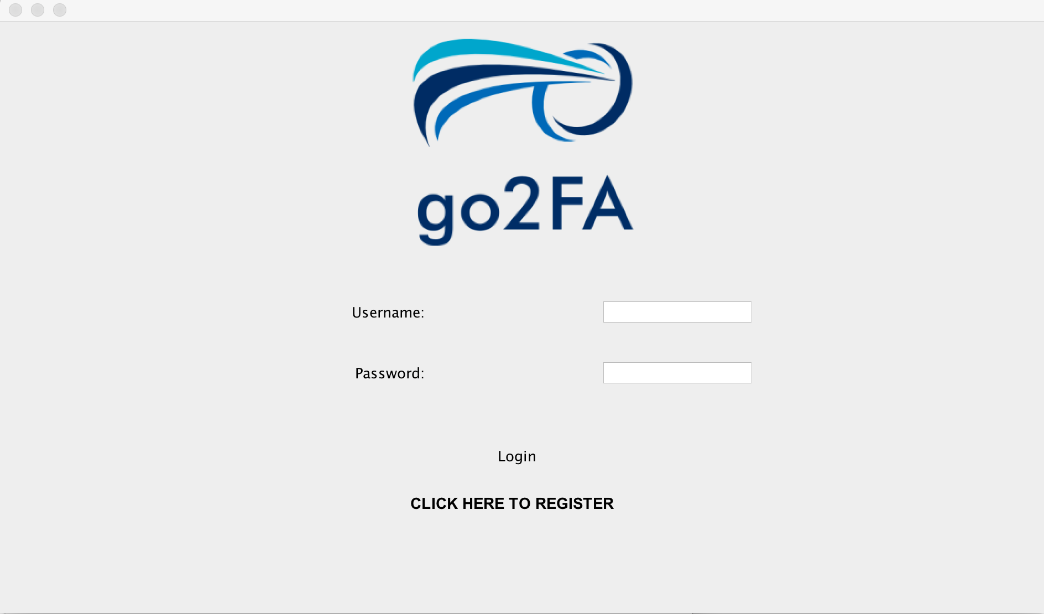 go2FA
Username:
Password:
Login
CLICK HERE TO REGISTER